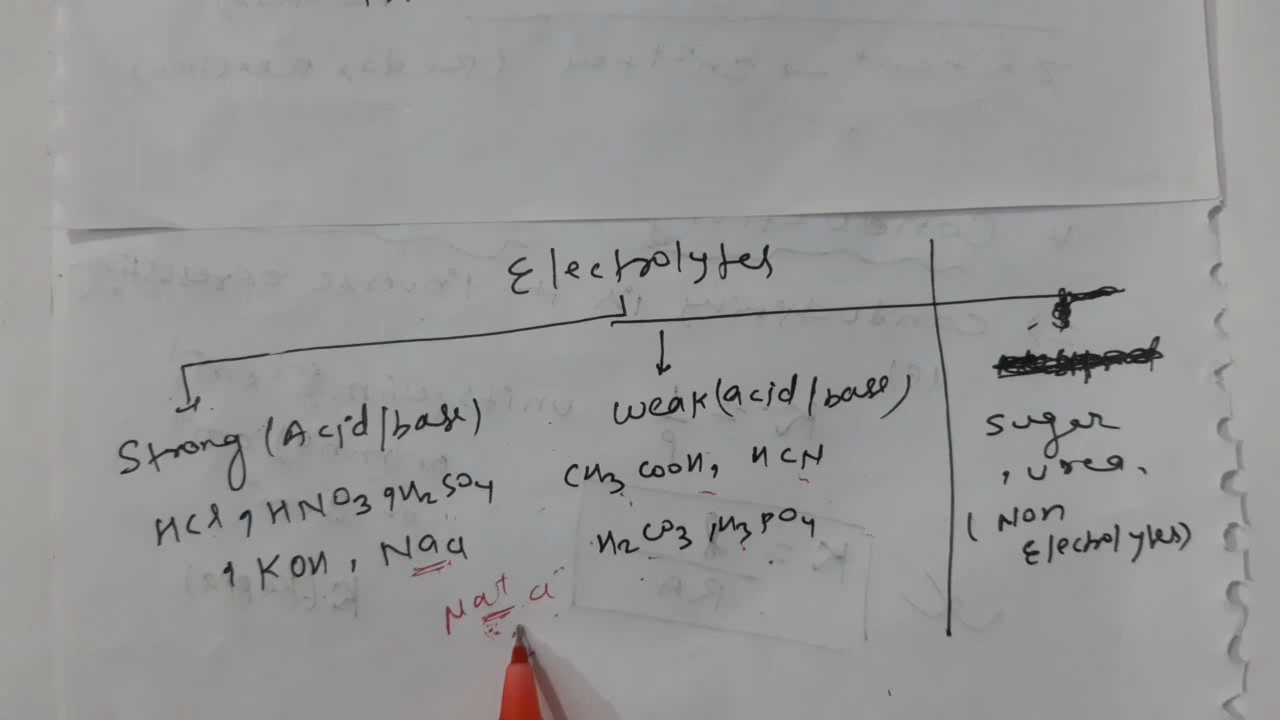 Electrolytes
Strong (Acid/base)
HCl, HNO3, H2SO4
, KOH, NaCl
Na+ Cl-
Weak (acid/base)
CH3COOH, HCN
H2CO3, H3PO4
Sugar
, urea,
(Non
Electrolytes)